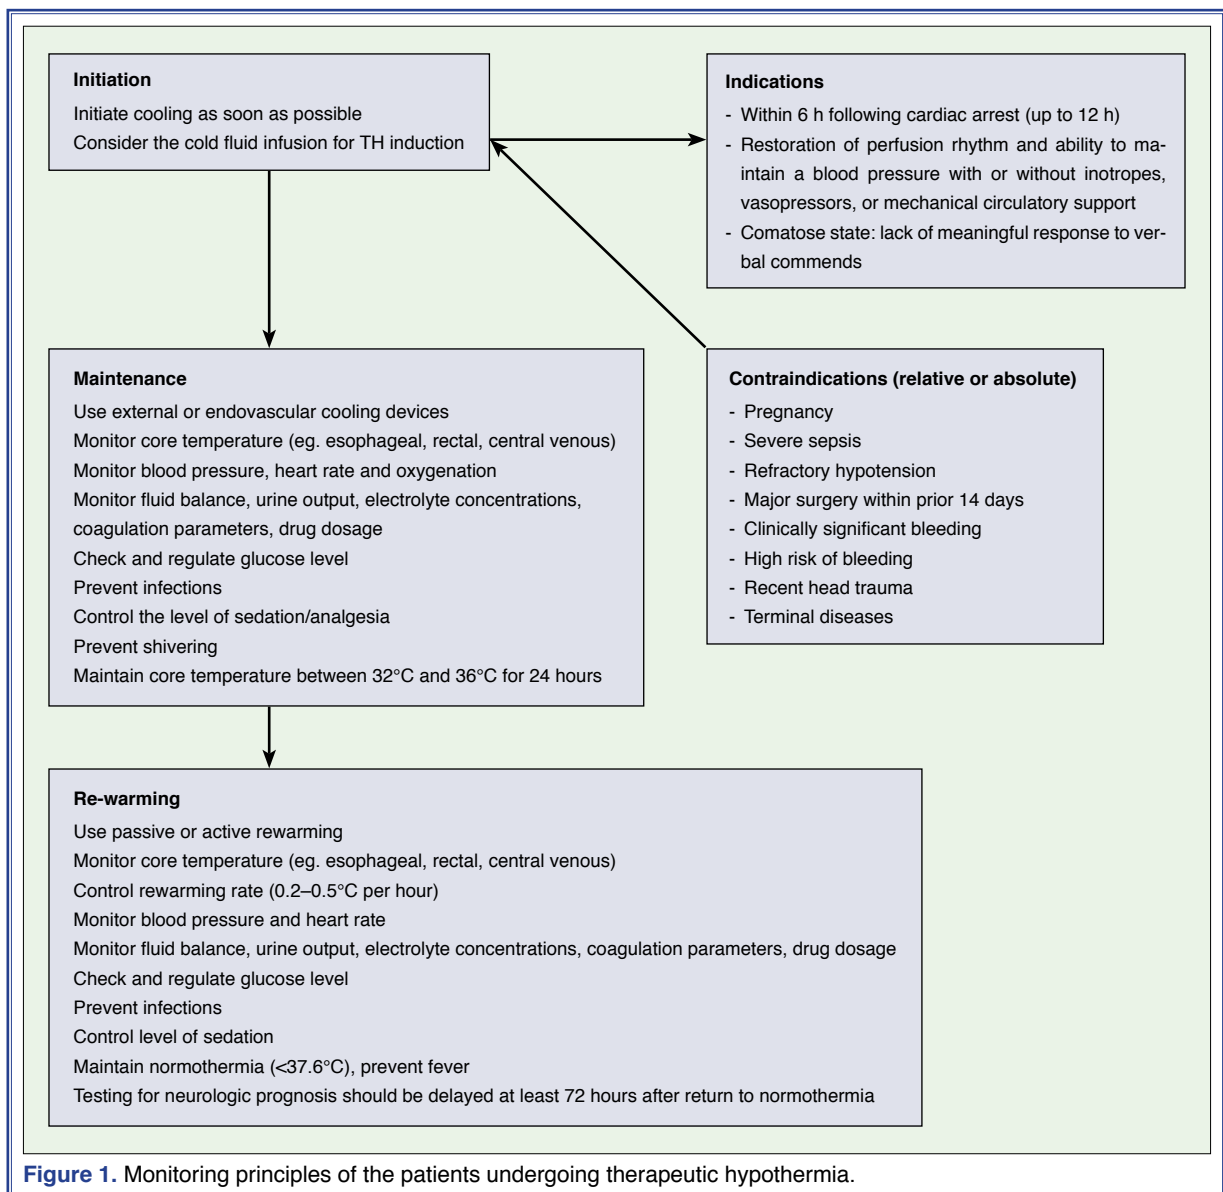 Initiation
Initiate cooling as soon as possible
Consider the cold fluid infusion for TH induction
Indications
- Within 6 h following cardiac arrest (up to 12 h)
- Restoration of perfusion rhythm and ability to ma-
intain a blood pressure with or without inotropes,
vasopressors, or mechanical circulatory support
- Comatose state: lack of meaningful response to ver-
bal commends
Maintenance
Use external or endovascular cooling devices
Monitor core temperature (eg. esophageal, rectal, central venous)
Monitor blood pressure, heart rate and oxygenation
Monitor fluid balance, urine output, electrolyte concentrations,
coagulation parameters, drug dosage
Check and regulate glucose level
Prevent infections
Control the level of sedation/analgesia
Prevent shivering
Maintain core temperature between 32°C and 36°C for 24 hours
Contraindications (relative or absolute)
- Pregnancy
- Severe sepsis
- Refractory hypotension
- Major surgery within prior 14 days
- Clinically significant bleeding
- High risk of bleeding
- Recent head trauma
- Terminal diseases
Re-warming
Use passive or active rewarming
Monitor core temperature (eg. esophageal, rectal, central venous)
Control rewarming rate (0.2–0.5°C per hour)
Monitor blood pressure and heart rate
Monitor fluid balance, urine output, electrolyte concentrations, coagulation parameters, drug dosage
Check and regulate glucose level
Prevent infections
Control level of sedation
Maintain normothermia (<37.6°C), prevent fever
Testing for neurologic prognosis should be delayed at least 72 hours after return to normothermia
Figure 1. Monitoring principles of the patients undergoing therapeutic hypothermia.